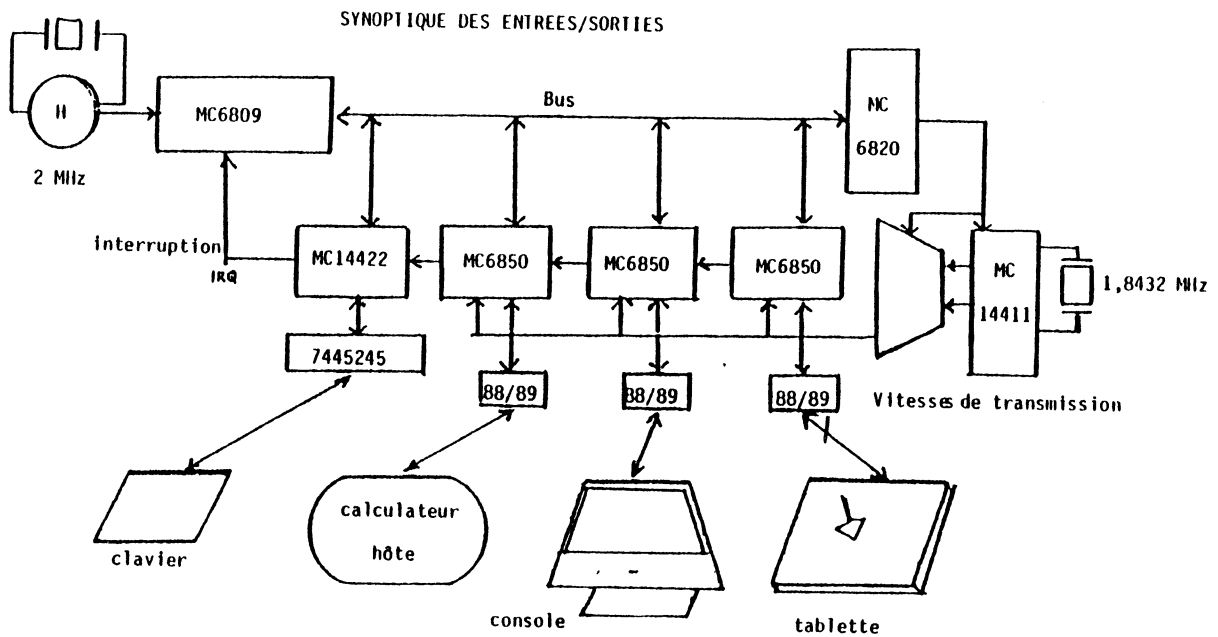 SYNOPTIQUE DES ENTREES/SORTIES
H
2 MHz
MC6809
Bus
MC
6820
interruption
IRQ
MC14422
MC6850
MC6850
MC6850
MC
14411
1,8432 MHz
7445245
88/89
88/89
88/89
Vitesses de transmission
clavier
calculateur
hôte
console
tablette